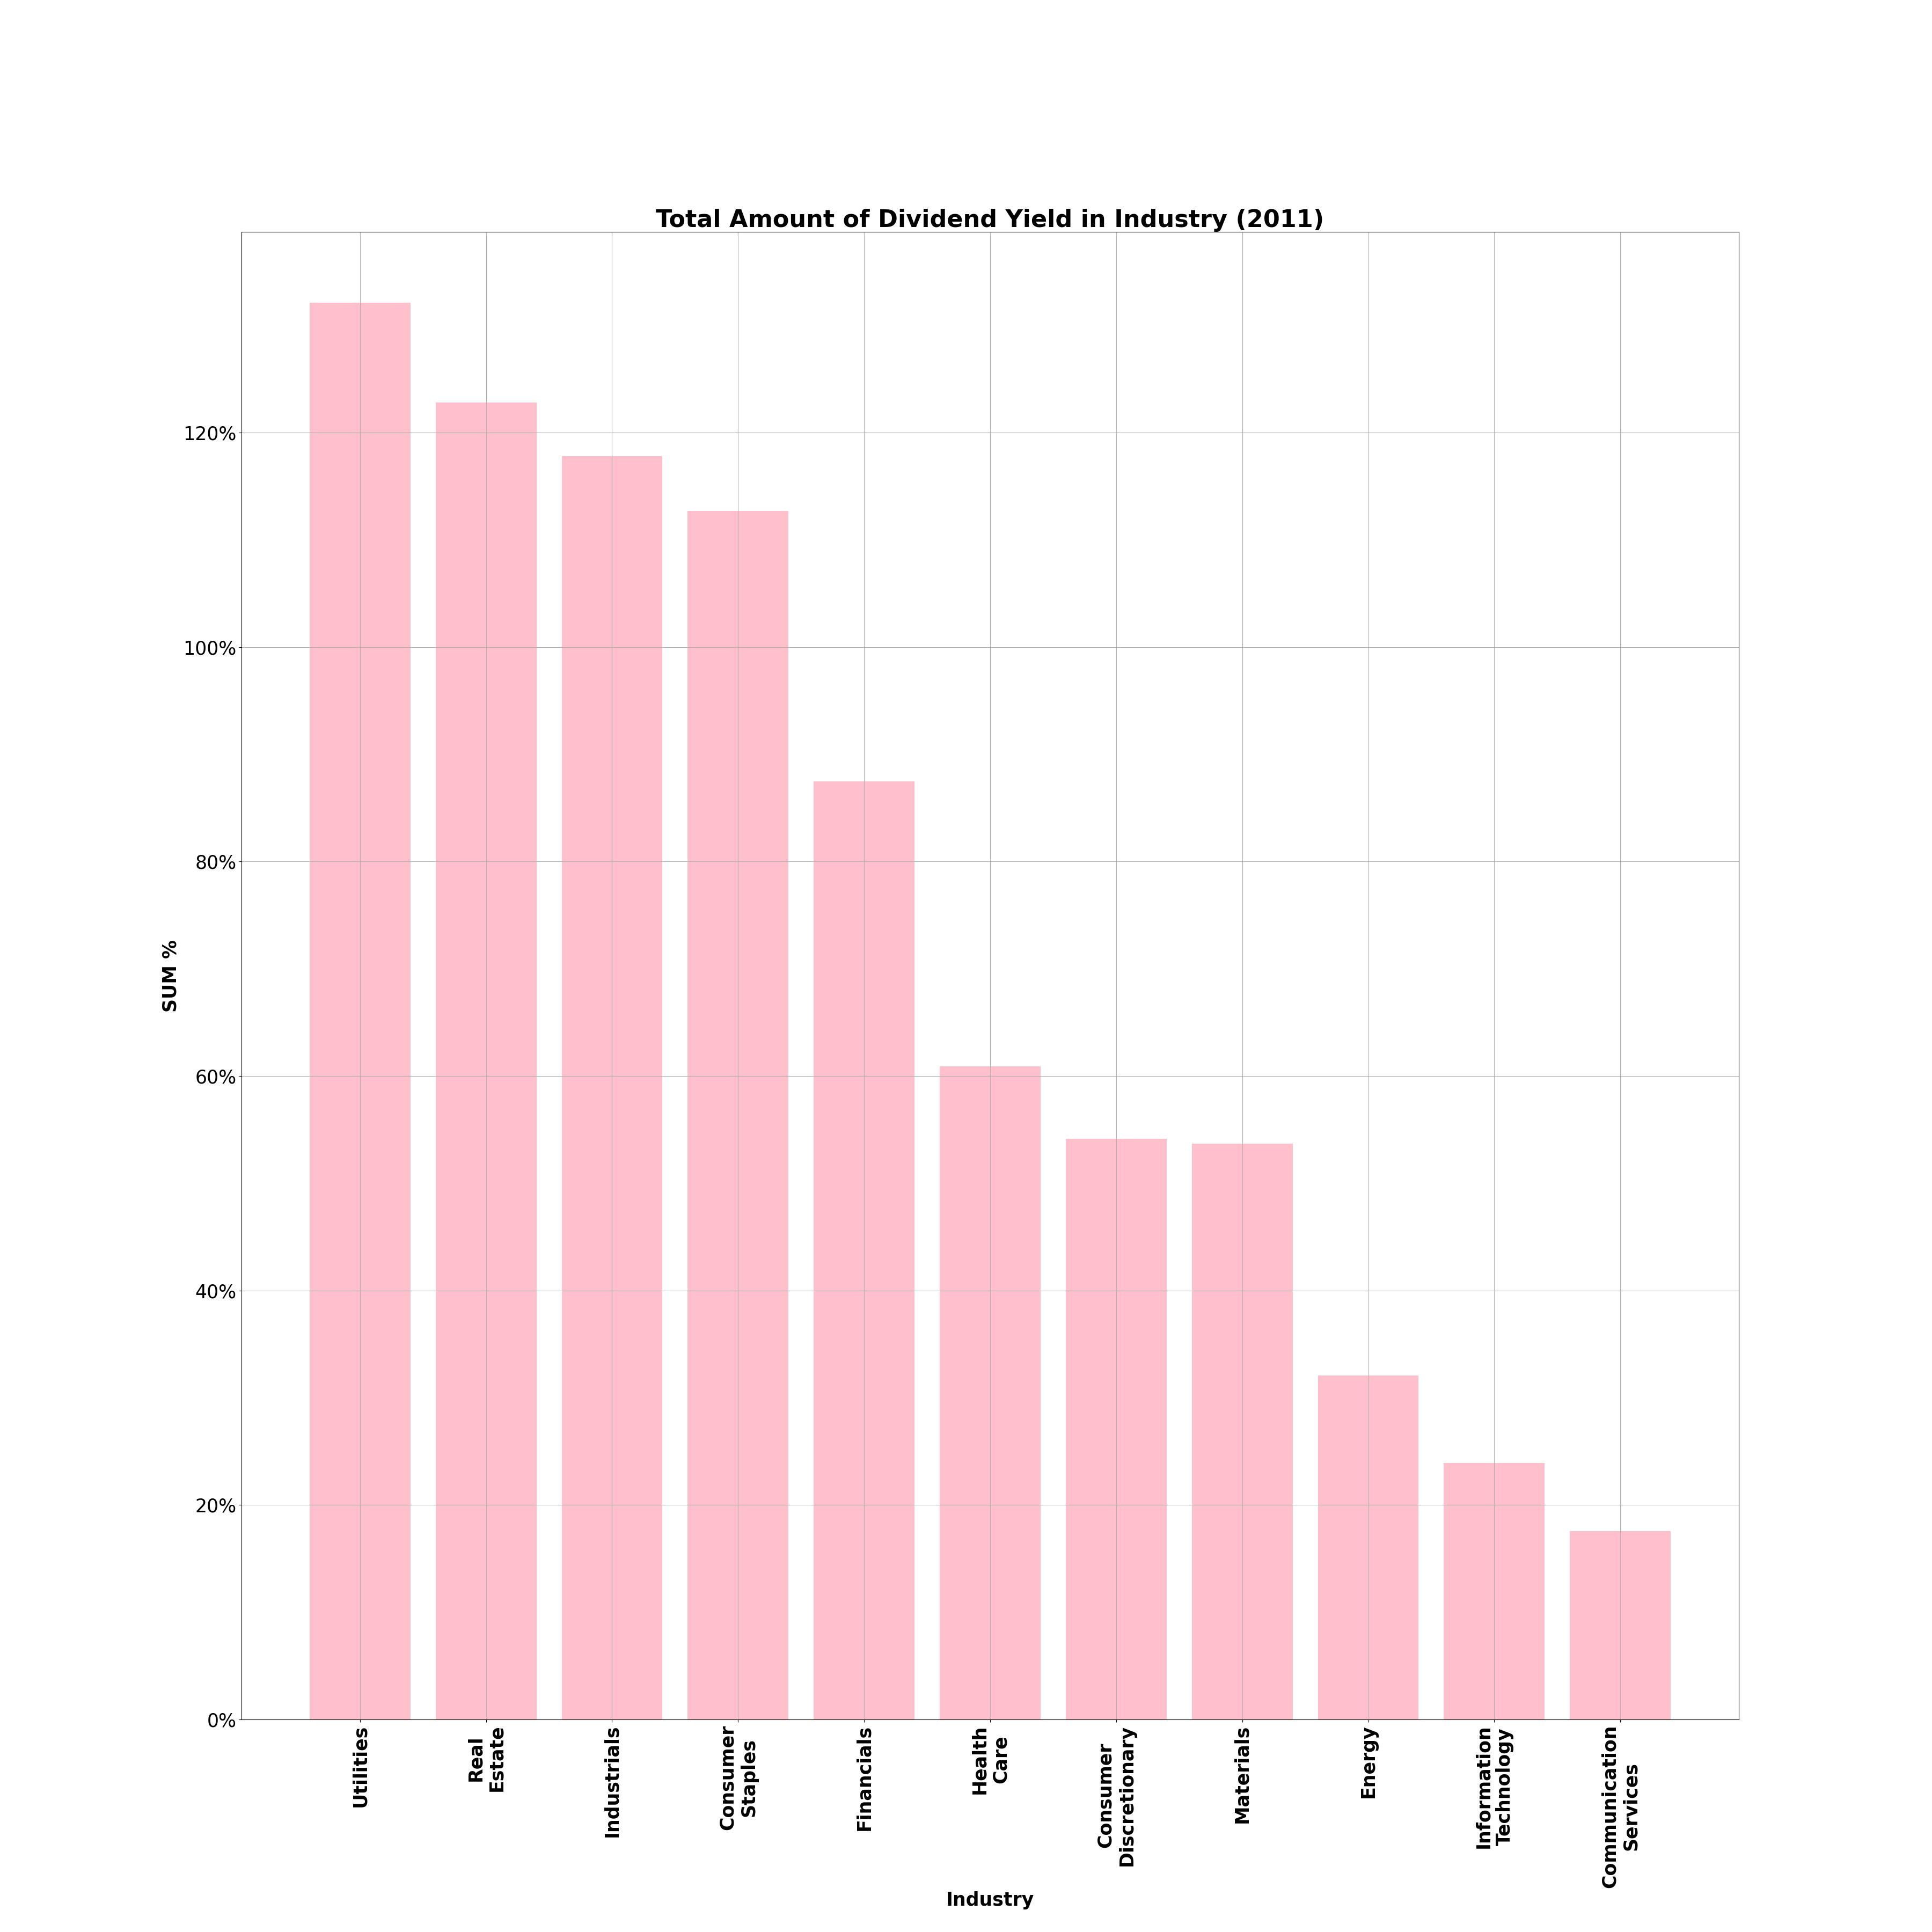 Total Amount of Dividend Yield in Industry (2011)
120%
100%
80%
60%
40%
20%
0%
SUM %
Utilities
Real
Estate
Industrials
Consumer
Staples
Financials
Health
Care
Consumer
Discretionary
Materials
Energy
Information
Technology
Communication
Services
Industry